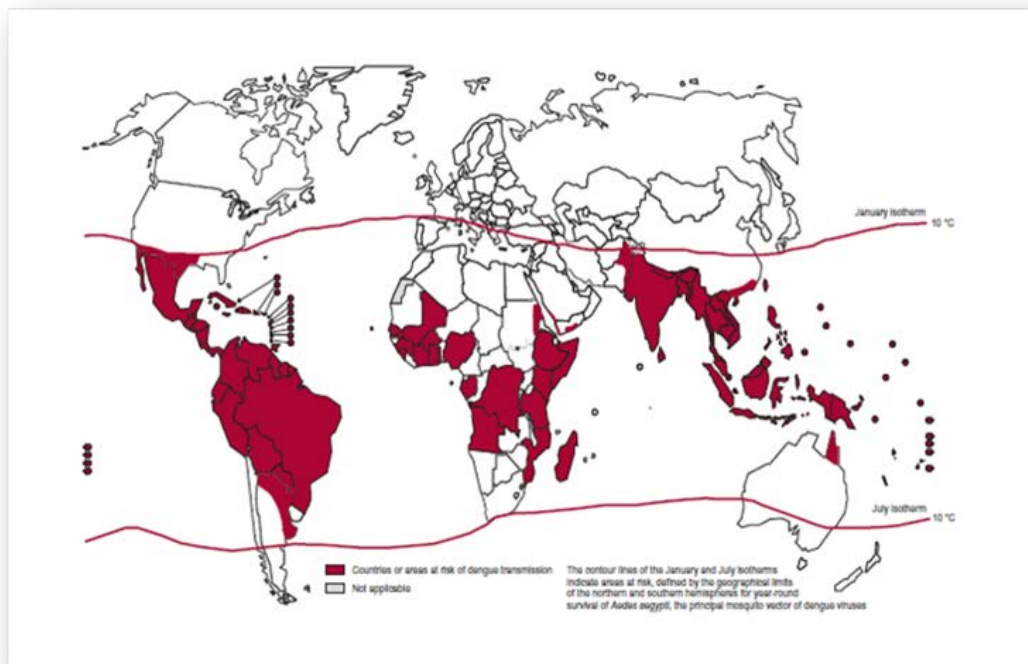 January isotherm
10 °C
July isotherm
10 °C
Countries or areas at risk of dengue transmission
Not applicable
The contour lines of the January and July isotherms
indicate areas at risk, defined by the geographical limits
of the northern and southern hemispheres for year-round
survival of Aedes aegypti, the principal mosquito vector of dengue viruses